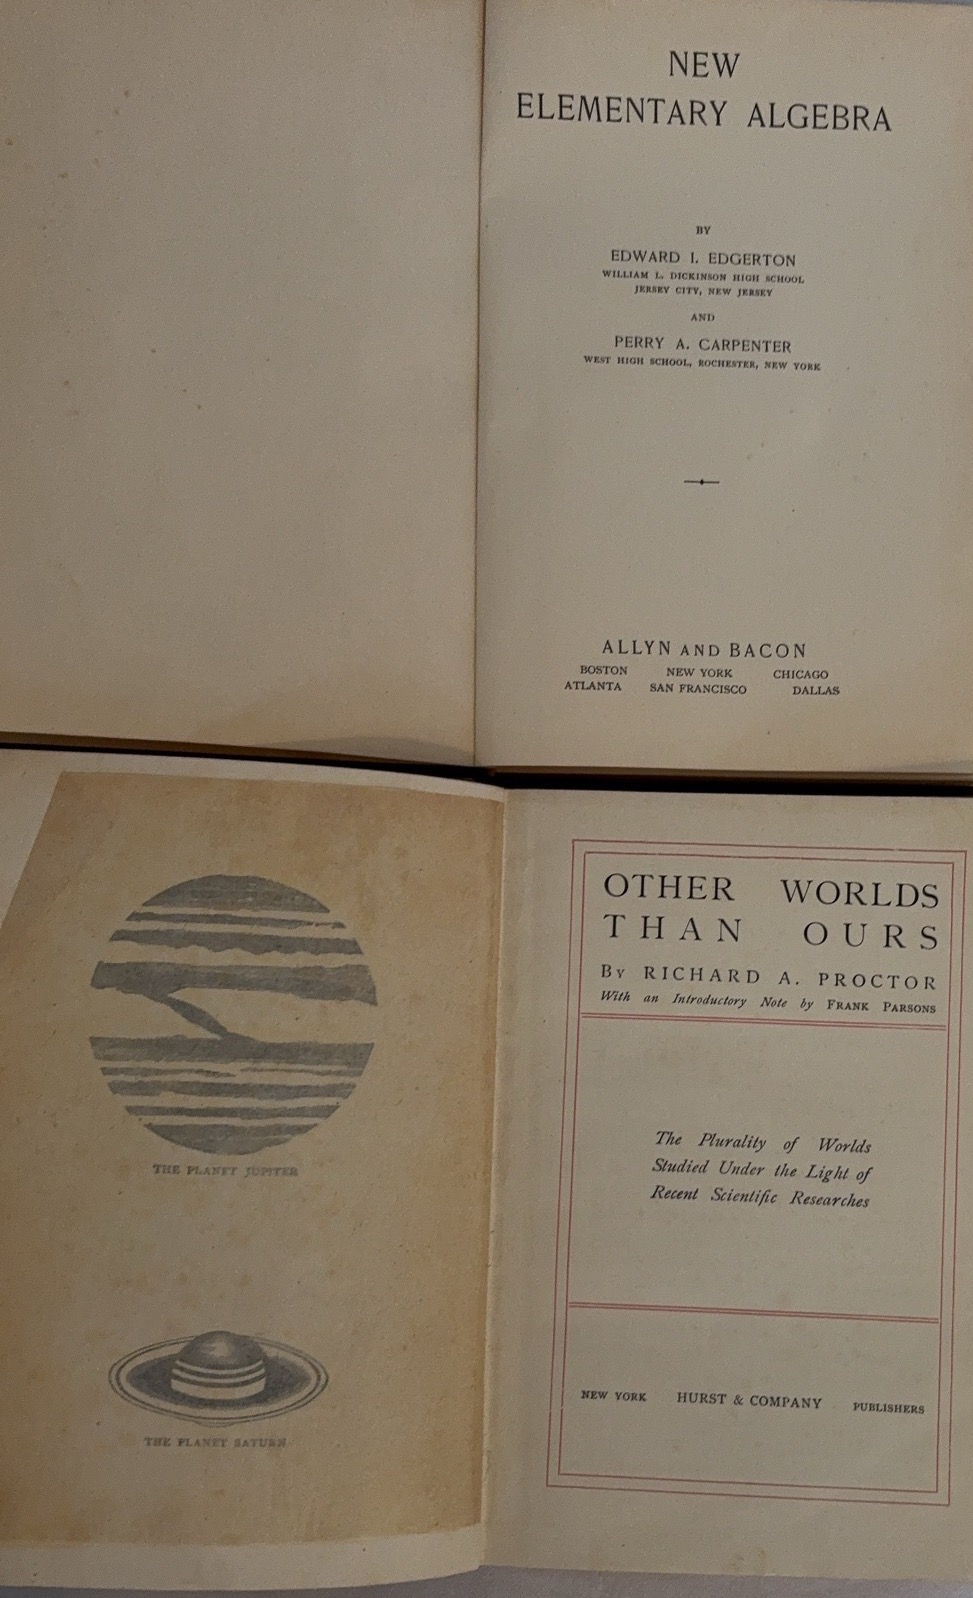 NEW
ELEMENTARY ALGEBRA
BY
EDWARD I. EDGERTON
WILLIAM L. DICKINSON HIGH SCHOOL
JERSEY CITY, NEW JERSEY
AND
PERRY A. CARPENTER
WEST HIGH SCHOOL, ROCHESTER, NEW YORK
ALLYN AND BACON
BOSTON NEW YORK CHICAGO
ATLANTA SAN FRANCISCO DALLAS
THE PLANET JUPITER
THE PLANET SATURN
OTHER WORLDS
THAN OURS
By RICHARD A. PROCTOR
With an Introductory Note by FRANK PARSONS
The Plurality of Worlds
Studied Under the Light of
Recent Scientific Researches
NEW YORK HURST & COMPANY PUBLISHERS